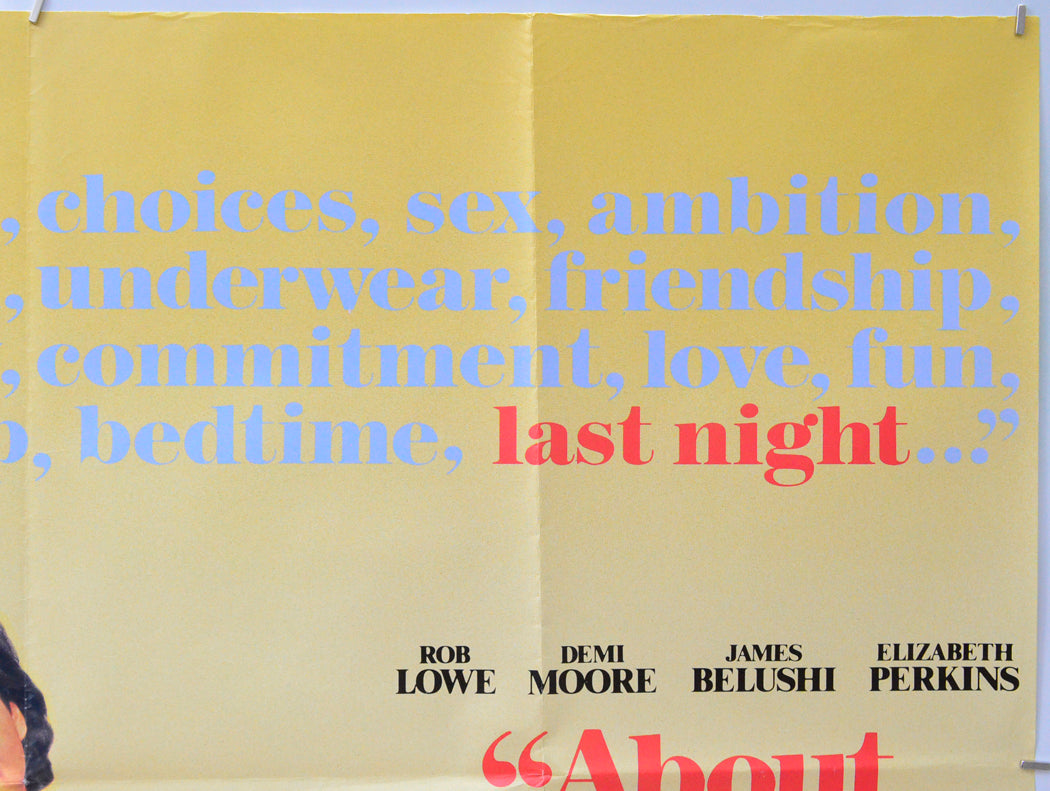 , choices, sex, ambition,
, underwear, friendship,
, commitment, love, fun,
, bedtime, last night...”
ROB LOWE DEMI MOORE JAMES BELUSHI ELIZABETH PERKINS
“About